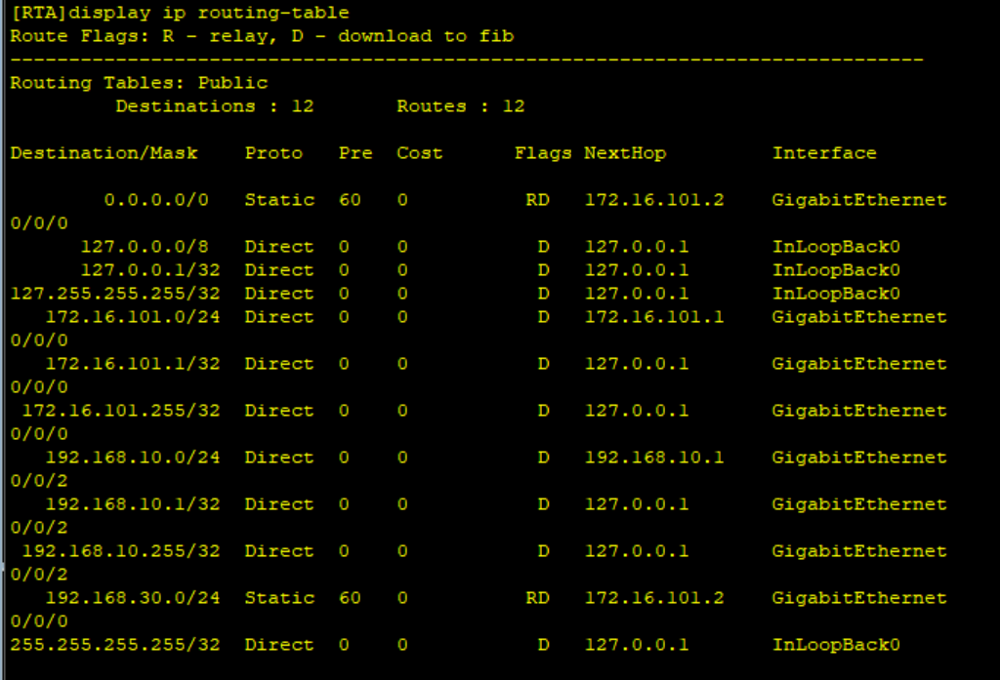 [RTA]display ip routing-table
Route Flags: R - relay, D - download to fib
------------------------------------------------------------------------------
Routing Tables: Public
         Destinations : 12       Routes : 12

Destination/Mask    Proto   Pre  Cost      Flags NextHop         Interface

        0.0.0.0/0   Static  60   0          RD   172.16.101.2    GigabitEthernet
0/0/0
      127.0.0.0/8   Direct  0    0           D   127.0.0.1       InLoopBack0
      127.0.0.1/32  Direct  0    0           D   127.0.0.1       InLoopBack0
127.255.255.255/32  Direct  0    0           D   127.0.0.1       InLoopBack0
   172.16.101.0/24  Direct  0    0           D   172.16.101.1    GigabitEthernet
0/0/0
   172.16.101.1/32  Direct  0    0           D   127.0.0.1       GigabitEthernet
0/0/0
 172.16.101.255/32  Direct  0    0           D   127.0.0.1       GigabitEthernet
0/0/0
   192.168.10.0/24  Direct  0    0           D   192.168.10.1    GigabitEthernet
0/0/2
   192.168.10.1/32  Direct  0    0           D   127.0.0.1       GigabitEthernet
0/0/2
 192.168.10.255/32  Direct  0    0           D   127.0.0.1       GigabitEthernet
0/0/2
   192.168.30.0/24  Static  60   0          RD   172.16.101.2    GigabitEthernet
0/0/0
255.255.255.255/32  Direct  0    0           D   127.0.0.1       InLoopBack0